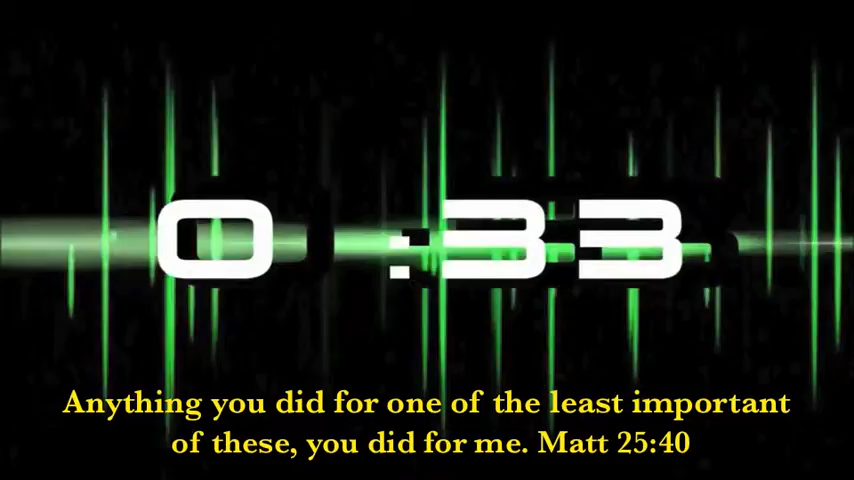 0 :33
Anything you did for one of the least important
of these, you did for me. Matt 25:40